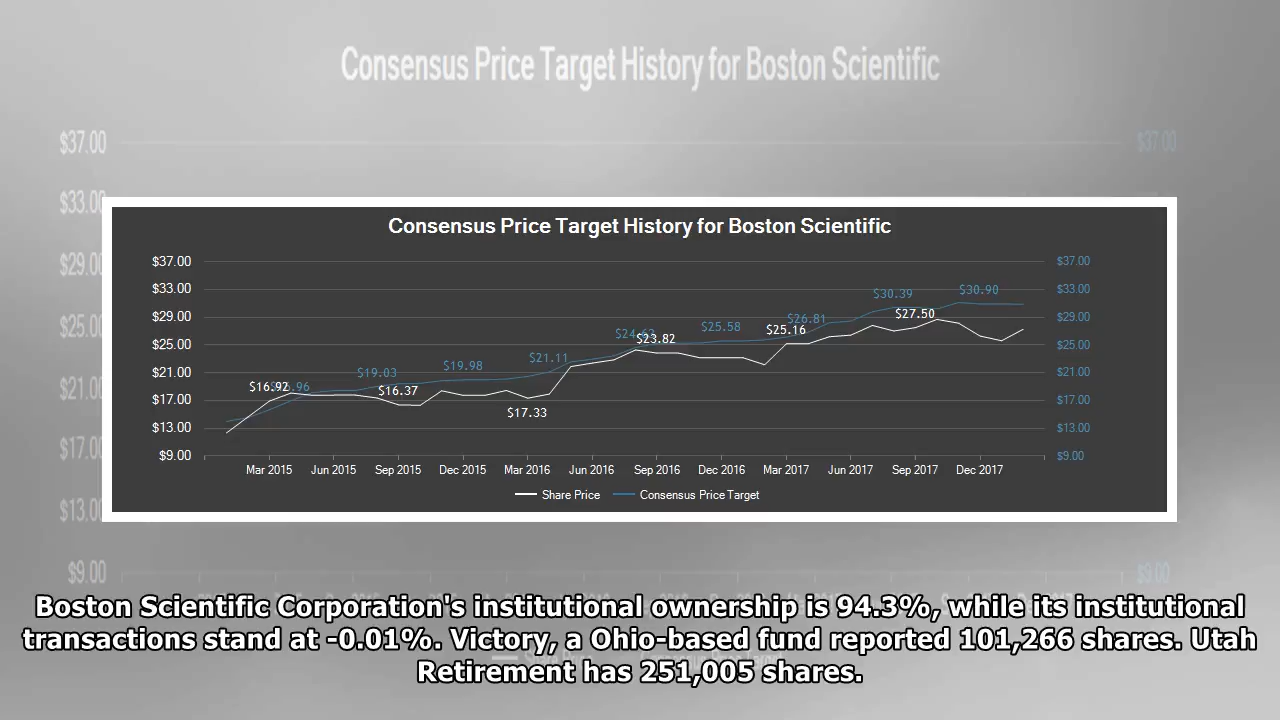 Consensus Price Target History for Boston Scientific
$37.00 $37.00
$33.00
$29.00
$25.00
$21.00
$17.00
$13.00
$9.00 $9.00
Consensus Price Target History for Boston Scientific
$37.00 $37.00
$33.00 $30.39 $30.90 $33.00
$29.00 $26.81 $27.50 $29.00
$25.00 $23.82 $25.58 $25.16 $25.00
$21.00 $19.03 $19.98 $21.11 $21.00
$17.00 $16.92 $16.37 $17.33 $17.00
$13.00 $13.00
$9.00 $9.00
Mar 2015 Jun 2015 Sep 2015 Dec 2015 Mar 2016 Jun 2016 Sep 2016 Dec 2016 Mar 2017 Jun 2017 Sep 2017 Dec 2017
Share Price Consensus Price Target
Boston Scientific Corporation's institutional ownership is 94.3%, while its institutional
transactions stand at -0.01%. Victory, a Ohio-based fund reported 101,266 shares. Utah
Retirement has 251,005 shares.